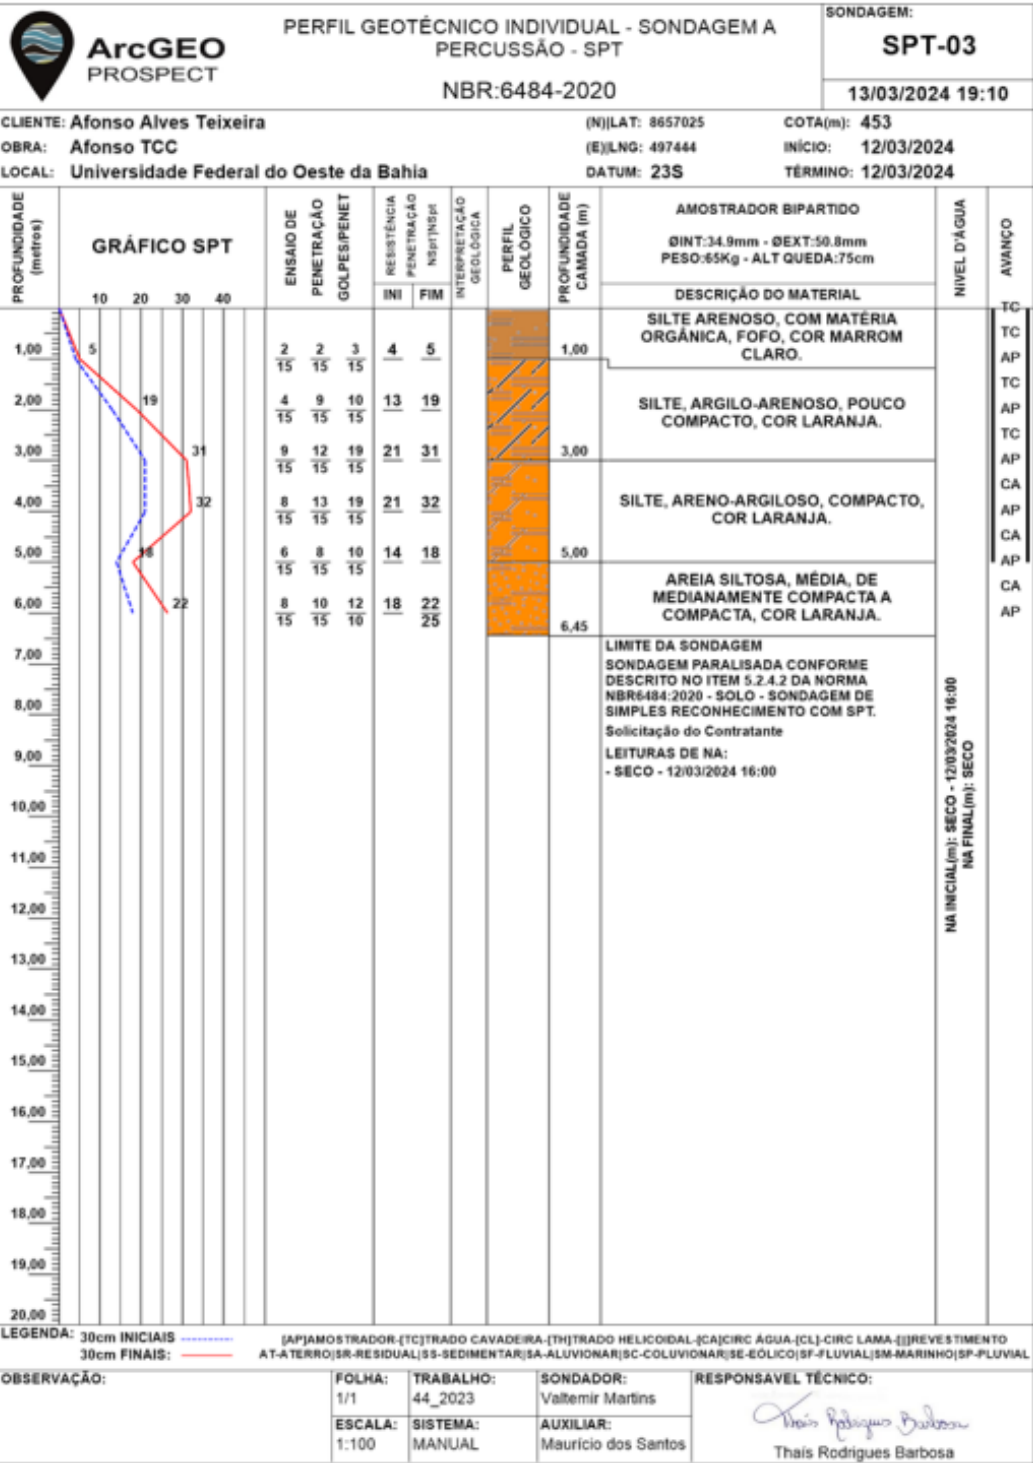 ArcGEO
PROSPECT
PERFIL GEOTÉCNICO INDIVIDUAL - SONDAGEM A
PERCUSSÃO - SPT
NBR:6484-2020
SONDAGEM:
SPT-03
13/03/2024 19:10
CLIENTE: Afonso Alves Teixeira
(N)|LAT: 8657025
COTA(m): 453
OBRA: Afonso TCC
(E)|LNG: 497444
INÍCIO: 12/03/2024
LOCAL: Universidade Federal do Oeste da Bahia
DATUM: 23S
TÉRMINO: 12/03/2024
PROFUNDIDADE
(metros)
GRÁFICO SPT
10 20 30 40
ENSAIO DE
PENETRAÇÃO
GOLPES/PENET
RESISTÊNCIA
PENETRAÇÃO
NSpt|NSpt
INI FIM
INTERPRETAÇÃO
GEOLÓGICA
PERFIL
GEOLÓGICO
PROFUNDIDADE
CAMADA (m)
AMOSTRADOR BIPARTIDO
ØINT:34.9mm - ØEXT:50.8mm
PESO:65Kg - ALT QUEDA:75cm
DESCRIÇÃO DO MATERIAL
NIVEL D'ÁGUA
AVANÇO
TC
SILTE ARENOSO, COM MATÉRIA
ORGÂNICA, FOFO, COR MARROM
CLARO.
TC
1,00 5 2 2 3 4 5 1,00 AP
15 15 15
TC
2,00 19 4 9 10 13 19 AP
15 15 15
SILTE, ARGILO-ARENOSO, POUCO
COMPACTO, COR LARANJA.
TC
3,00 31 9 12 19 21 31 3,00 AP
15 15 15
CA
4,00 32 8 13 19 21 32 AP
15 15 15
SILTE, ARENO-ARGILOSO, COMPACTO,
COR LARANJA.
CA
5,00 18 6 8 10 14 18 5,00 AP
15 15 15
CA
AREIA SILTOSA, MÉDIA, DE
MEDIANAMENTE COMPACTA A
COMPACTA, COR LARANJA.
6,00 22 8 10 12 18 22 AP
15 15 10 25
6,45
LIMITE DA SONDAGEM
SONDAGEM PARALISADA CONFORME
DESCRITO NO ITEM 5.2.4.2 DA NORMA
NBR6484:2020 - SOLO - SONDAGEM DE
SIMPLES RECONHECIMENTO COM SPT.
Solicitação do Contratante
LEITURAS DE NA:
- SECO - 12/03/2024 16:00
NA INICIAL(m): SECO - 12/03/2024 16:00
NA FINAL(m): SECO
7,00
8,00
9,00
10,00
11,00
12,00
13,00
14,00
15,00
16,00
17,00
18,00
19,00
20,00
LEGENDA: 30cm INICIAIS
30cm FINAIS:
[AP]AMOSTRADOR-[TC]TRADO CAVADEIRA-[TH]TRADO HELICOIDAL-[CA]CIRC ÁGUA-[CL]-CIRC LAMA-[|]REVESTIMENTO
AT-ATERRO|SR-RESIDUAL|SS-SEDIMENTAR|SA-ALUVIONAR|SC-COLUVIONAR|SE-EÓLICO|SF-FLUVIAL|SM-MARINHO|SP-PLUVIAL
OBSERVAÇÃO:
FOLHA:
1/1
TRABALHO:
44_2023
SONDADOR:
Valtemir Martins
RESPONSAVEL TÉCNICO:
ESCALA:
1:100
SISTEMA:
MANUAL
AUXILIAR:
Maurício dos Santos
Thaís Rodrigues Barbosa
Thaís Rodrigues Barbosa